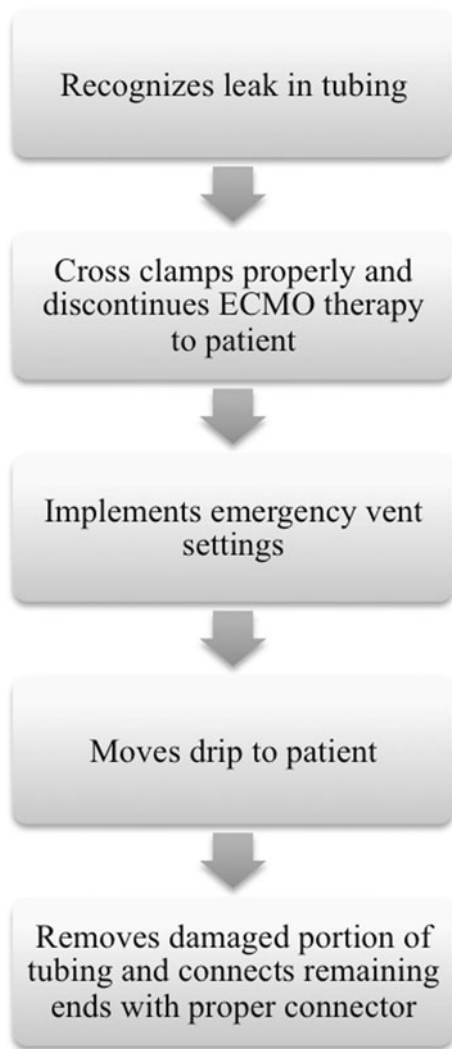 Recognizes leak in tubing
Cross clamps properly and
discontinues ECMO therapy
to patient
Implements emergency vent
settings
Moves drip to patient
Removes damaged portion of
tubing and connects remaining
ends with proper connector